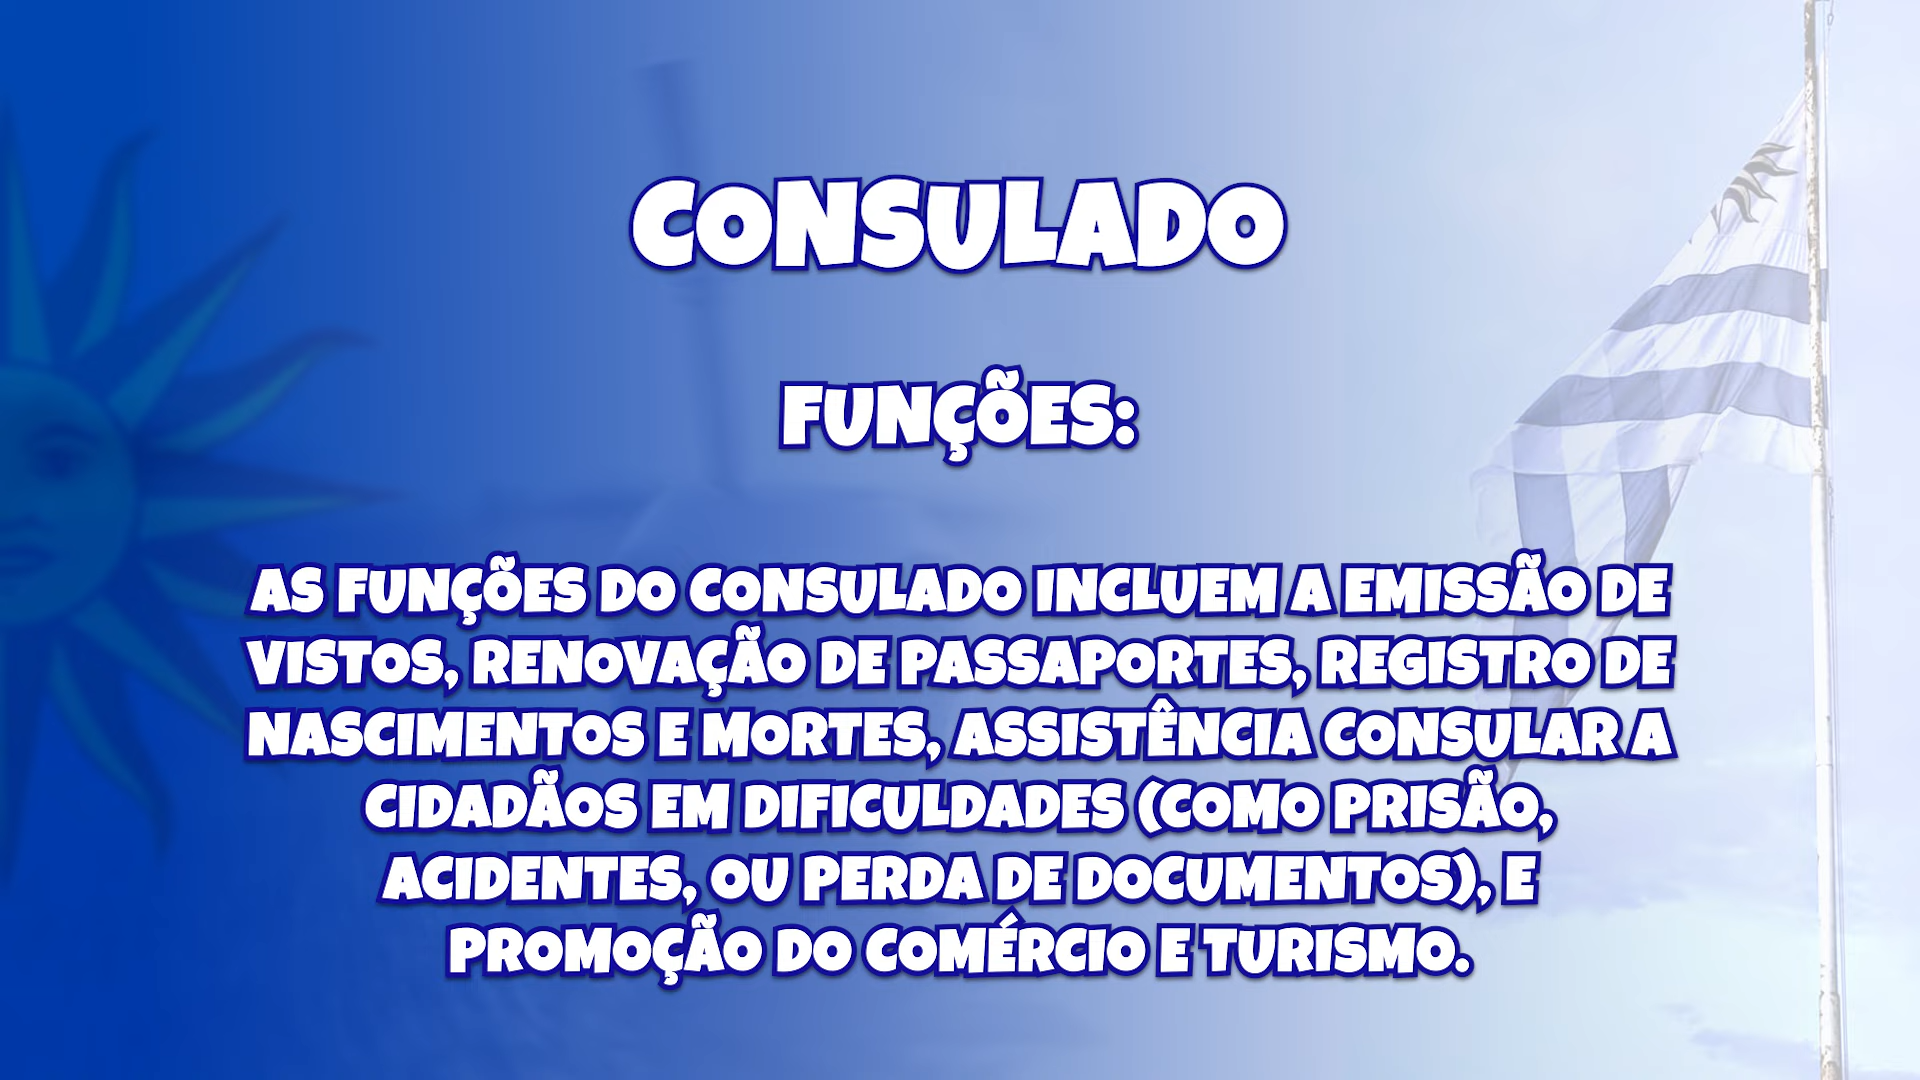 CONSULADO
FUNÇÕES:
AS FUNÇÕES DO CONSULADO INCLUEM A EMISSÃO DE
VISTOS, RENOVAÇÃO DE PASSAPORTES, REGISTRO DE
NASCIMENTOS E MORTES, ASSISTÊNCIA CONSULAR A
CIDADÃOS EM DIFICULDADES (COMO PRISÃO,
ACIDENTES, OU PERDA DE DOCUMENTOS), E
PROMOÇÃO DO COMÉRCIO E TURISMO.